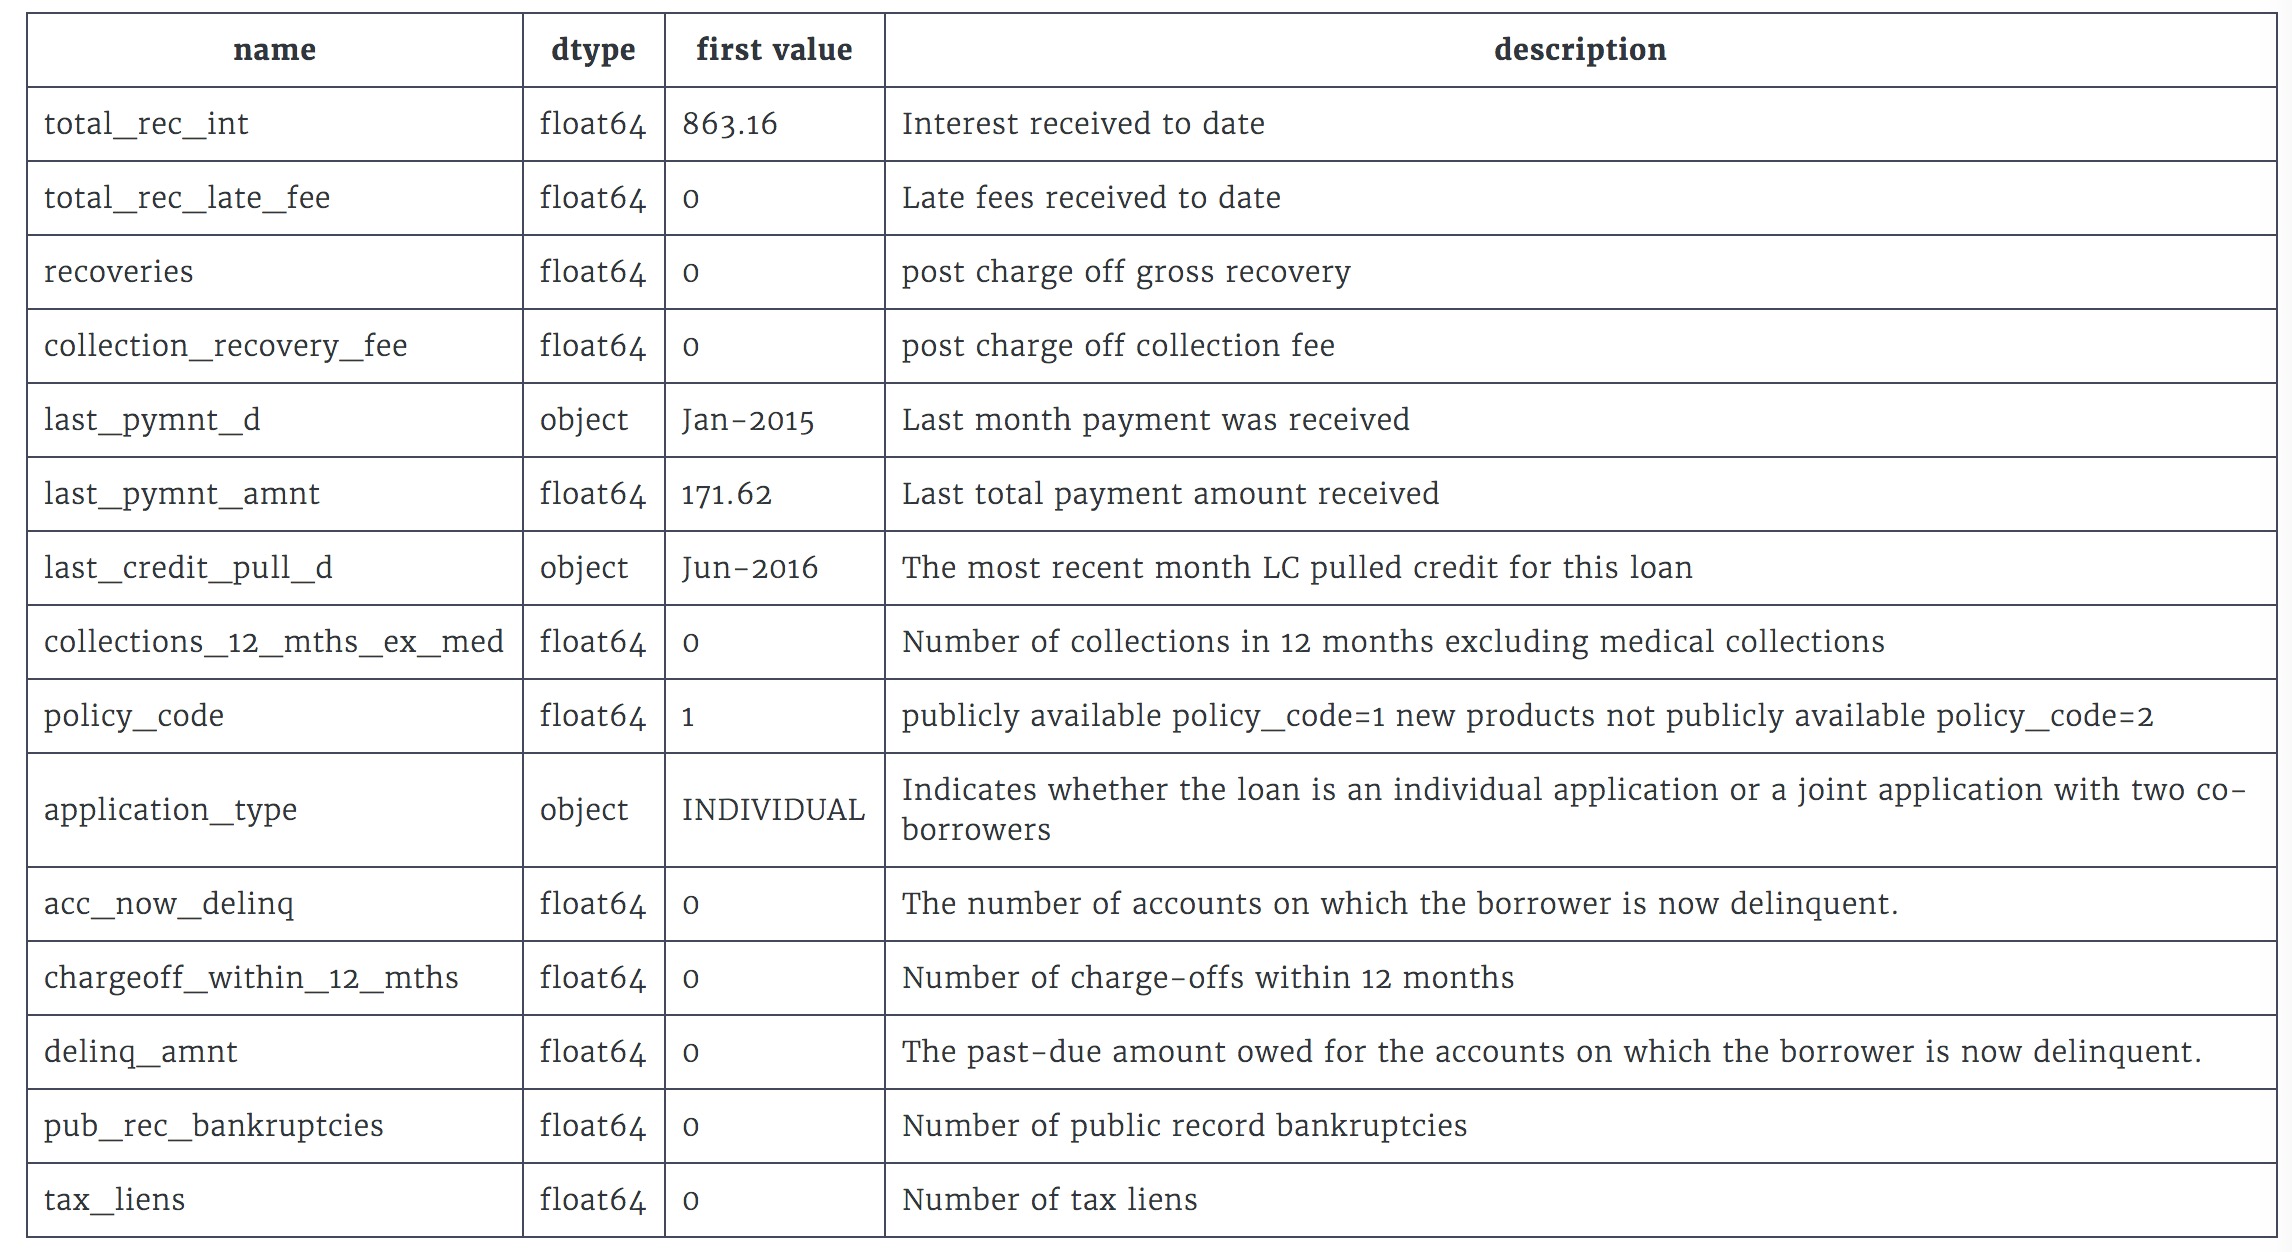 name dtype first value description
total_rec_int float64 863.16 Interest received to date
total_rec_late_fee float64 0 Late fees received to date
recoveries float64 0 post charge off gross recovery
collection_recovery_fee float64 0 post charge off collection fee
last_pymnt_d object Jan-2015 Last month payment was received
last_pymnt_amnt float64 171.62 Last total payment amount received
last_credit_pull_d object Jun-2016 The most recent month LC pulled credit for this loan
collections_12_mths_ex_med float64 0 Number of collections in 12 months excluding medical collections
policy_code float64 1 publicly available policy_code=1 new products not publicly available policy_code=2
application_type object INDIVIDUAL Indicates whether the loan is an individual application or a joint application with two co-
borrowers
acc_now_delinq float64 0 The number of accounts on which the borrower is now delinquent.
chargeoff_within_12_mths float64 0 Number of charge-offs within 12 months
delinq_amnt float64 0 The past-due amount owed for the accounts on which the borrower is now delinquent.
pub_rec_bankruptcies float64 0 Number of public record bankruptcies
tax_liens float64 0 Number of tax liens